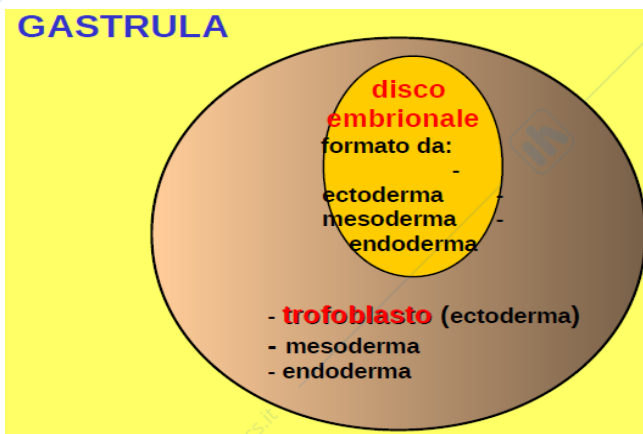 GASTRULA
disco
embrionale
formato da:
-
ectoderma -
mesoderma -
endoderma
- trofoblasto (ectoderma)
- mesoderma
- endoderma